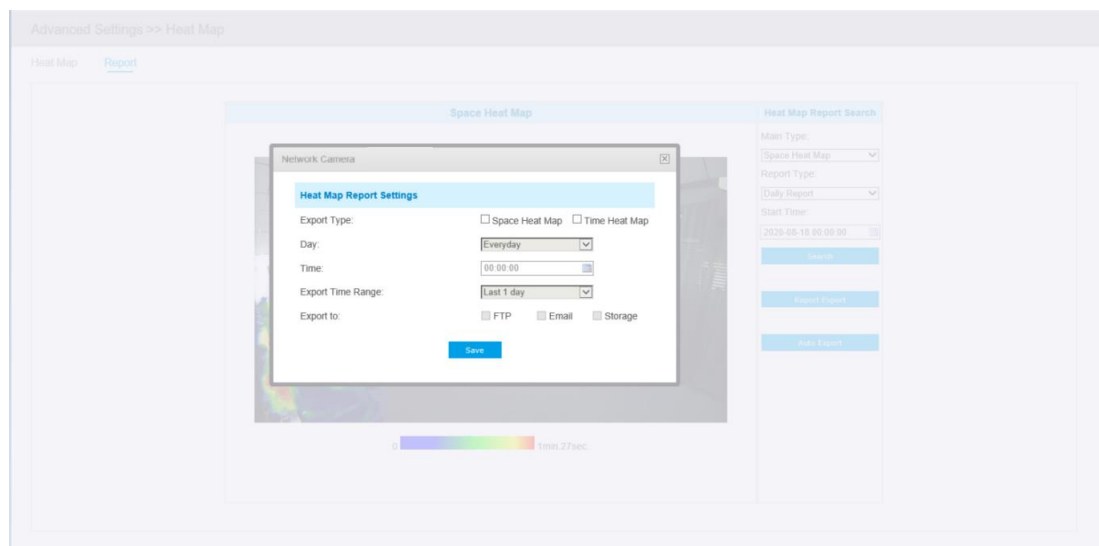 Advanced Settings >> Heat Map
Heat Map Report
Space Heat Map
Heat Map Report Search
Main Type:
Space Heat Map
Report Type:
Daily Report
Start Time:
2020-08-18 00:00:00
Search
Report Export
Auto Export
Network Camera
Heat Map Report Settings
Export Type: Space Heat Map Time Heat Map
Day: Everyday
Time: 00:00:00
Export Time Range: Last 1 day
Export to: FTP Email Storage
Save
0 1min.27sec.